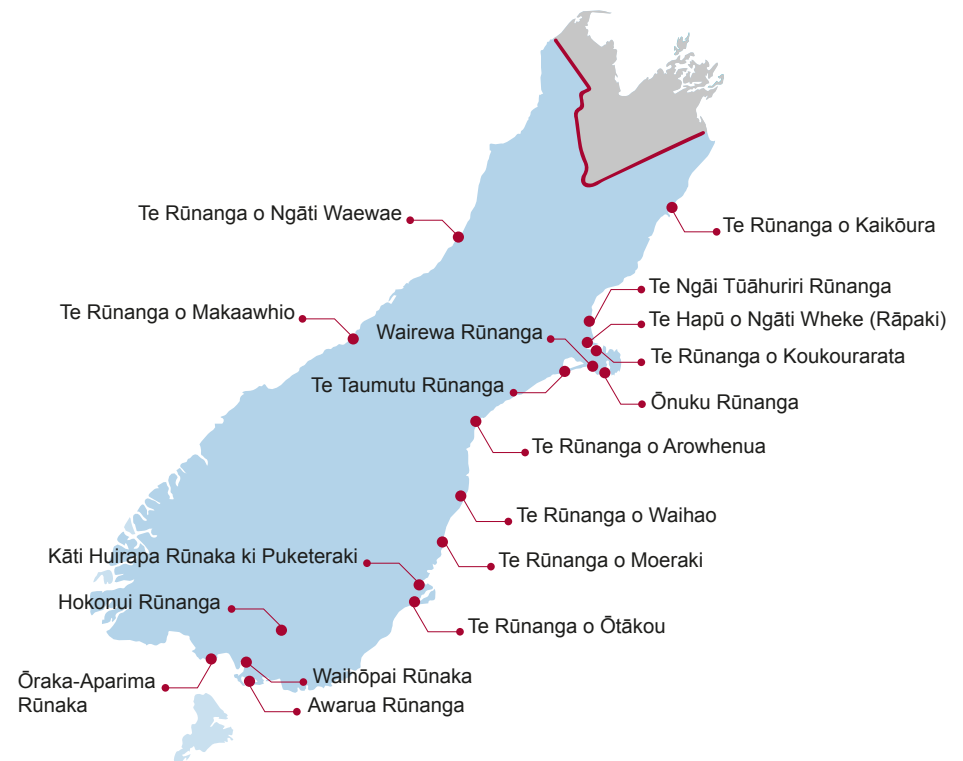 Te Rūnanga o Ngāti Waewae
Te Rūnanga o Kaikōura
Te Ngāi Tūāhuriri Rūnanga
Te Rūnanga o Makaawhio
Te Hapū o Ngāti Wheke (Rāpaki)
Wairewa Rūnanga
Te Rūnanga o Koukourarata
Te Taumutu Rūnanga
Ōnuku Rūnanga
Te Rūnanga o Arowhenua
Te Rūnanga o Waihao
Kāti Huirapa Rūnaka ki Puketeraki
Te Rūnanga o Moeraki
Hokonui Rūnanga
Te Rūnanga o Ōtākou
Ōraka-Aparima
Rūnaka
Waihōpai Rūnaka
Awarua Rūnanga